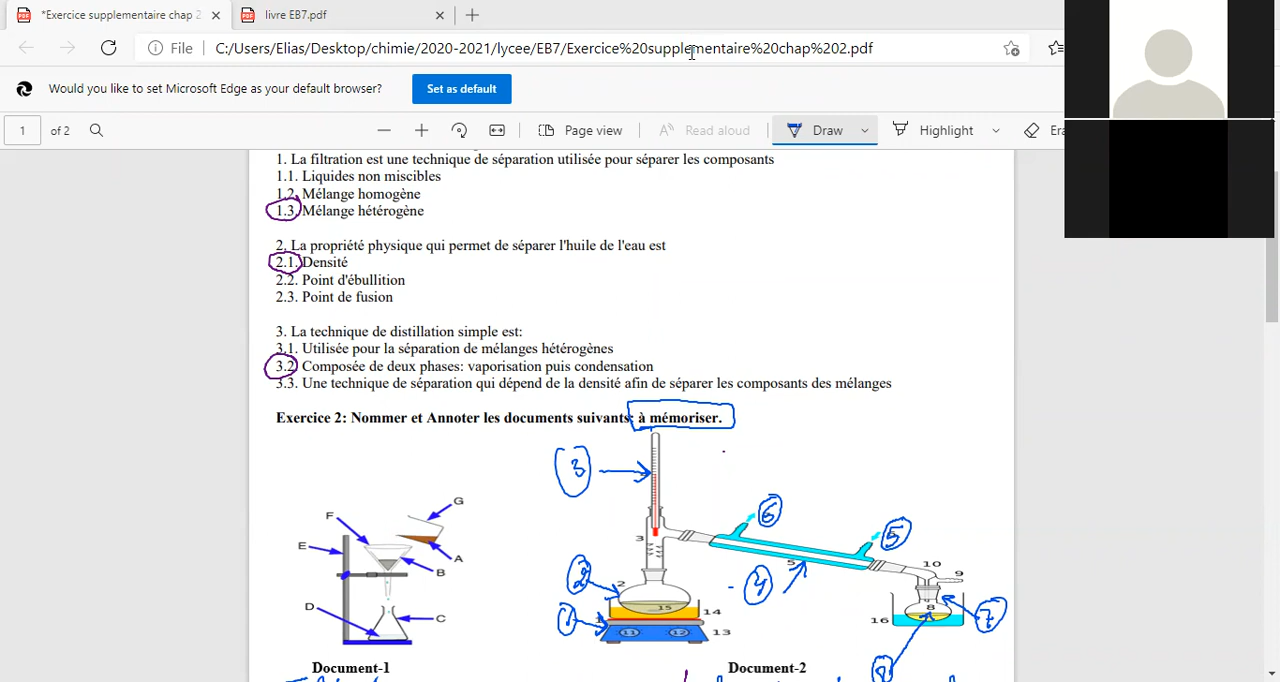 *Exercice supplementaire chap 2
livre EB7.pdf
File
C:/Users/Elias/Desktop/chimie/2020-2021/lycee/EB7/Exercice%20supplementaire%20chap%202.pdf
Would you like to set Microsoft Edge as your default browser?
Set as default
1 of 2
Page view
Read aloud
Draw
Highlight
Era
1. La filtration est une technique de séparation utilisée pour séparer les composants
1.1. Liquides non miscibles
1.2. Mélange homogène
1.3. Mélange hétérogène
2. La propriété physique qui permet de séparer l'huile de l'eau est
2.1. Densité
2.2. Point d'ébullition
2.3. Point de fusion
3. La technique de distillation simple est:
3.1. Utilisée pour la séparation de mélanges hétérogènes
3.2. Composée de deux phases: vaporisation puis condensation
3.3. Une technique de séparation qui dépend de la densité afin de séparer les composants des mélanges
Exercice 2: Nommer et Annoter les documents suivants: à mémoriser.
3
G
F
6
E
3
5
A
B
10
5
9
2
2
4
D
15
14
8
C
1
16
7
11
12
13
8
Document-1
Document-2